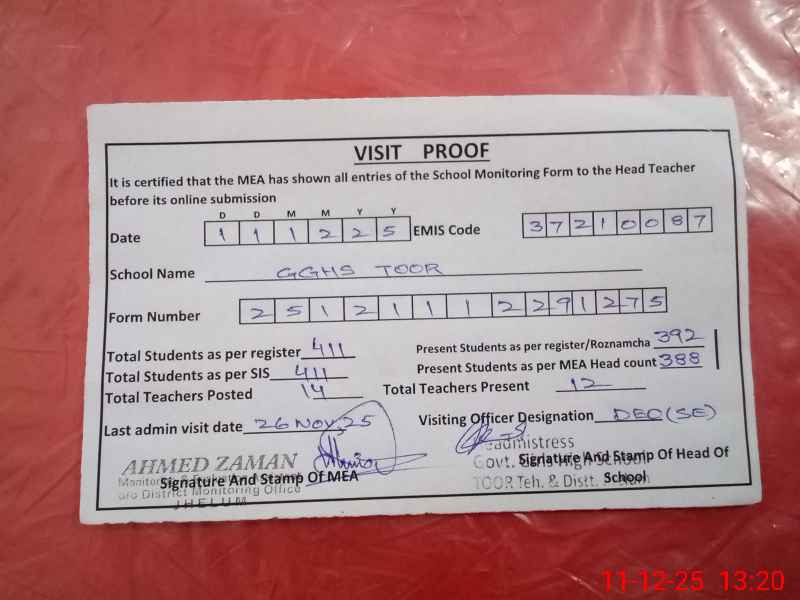 VISIT PROOF
It is certified that the MEA has shown all entries of the School Monitoring Form to the Head Teacher
before its online submission
D D M M Y Y
Date 1 1 1 2 2 5 EMIS Code 3 7 2 1 0 0 8 7
School Name GGHS TOOR
Form Number 2 5 1 2 1 1 1 2 2 9 1 2 7 5
Total Students as per register 411 Present Students as per register/Roznamcha 392
Total Students as per SIS 411 Present Students as per MEA Head count 388
Total Teachers Posted 14 Total Teachers Present 12
Last admin visit date 26 NOV 25 Visiting Officer Designation DEO (SE)
AHMED ZAMAN
Signature And Stamp Of MEA
District Monitoring Office
JHELUM
Govt. High School
Signature And Stamp Of Head Of
School
TOOR Teh. & Distt.
11-12-25 13:20